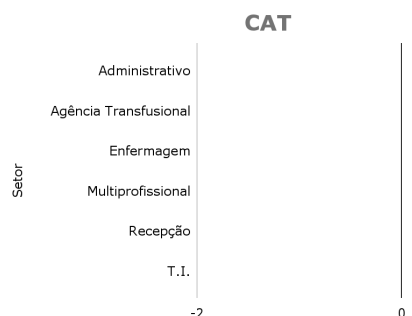 CAT
Administrativo
Agência Transfusional
Enfermagem
Multiprofissional
Recepção
T.I.
Setor
-2
0